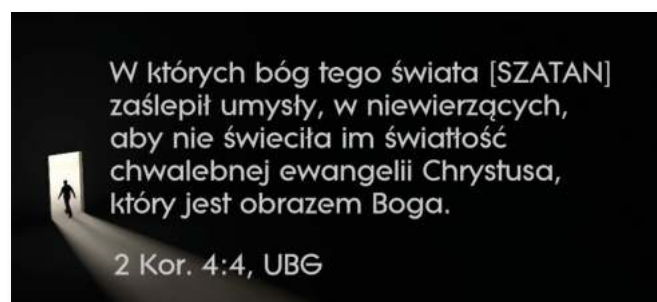 W których bóg tego świata [SZATAN]
zaślepił umysły, w niewierzących,
aby nie świeciła im światłość
chwalebnej ewangelii Chrystusa,
który jest obrazem Boga.
2 Kor. 4:4, UBG